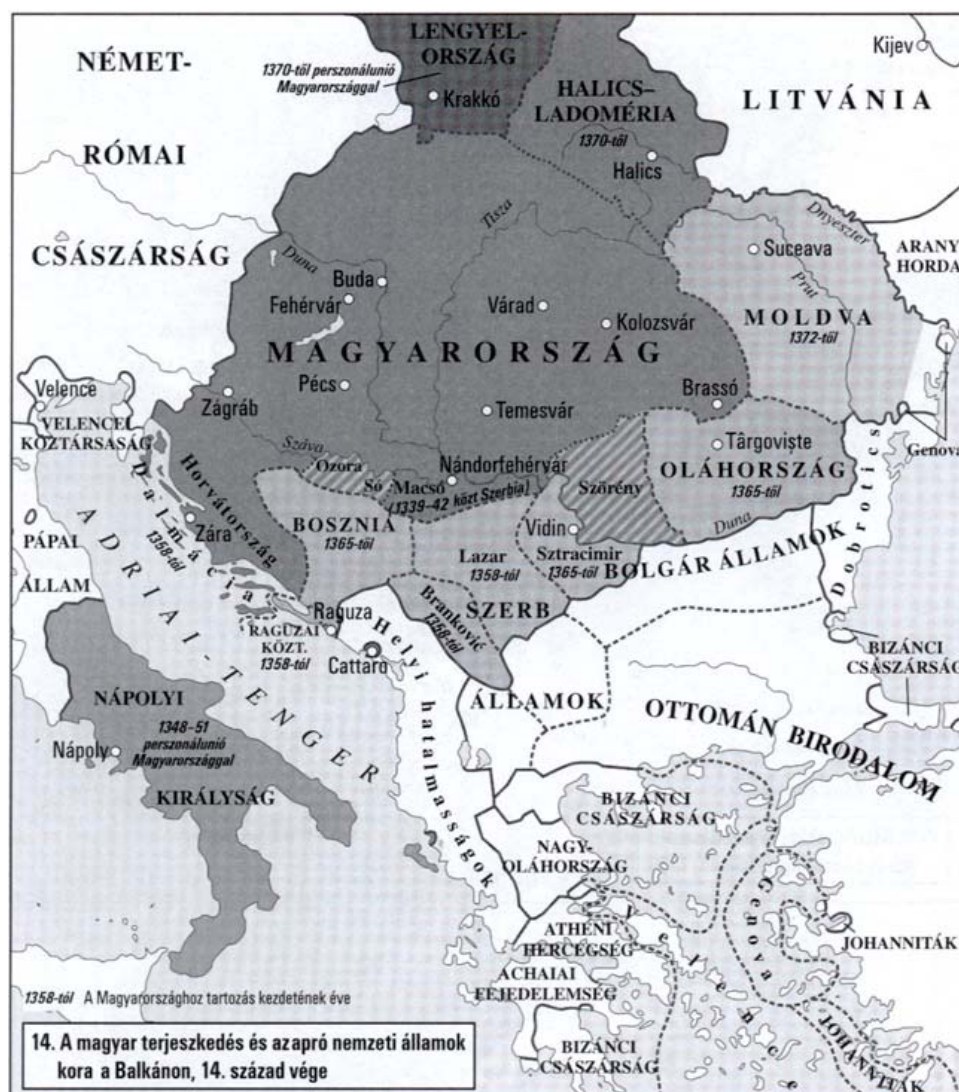 LENGYEL-
ORSZÁG
1370-től perszonálunió
Magyarországgal
Krakkó
Kijev
NÉMET-
RÓMAI
CSÁSZÁRSÁG
HALICS-
LADOMÉRIA
1370-től
Halics
LITVÁNIA
Tisza
Dnyeszter
Suceava
ARANY
HORDA
Prut
MOLDVA
1372-től
Duna
Buda
Fehérvár
Várad
Kolozsvár
MAGYARORSZÁG
Pécs
Zágráb
Temesvár
Brassó
Velence
VELENCEI
KÖZTÁRSASÁG
Száva
Ozora
Só
Macsó
(1339-42 közt Szerbia)
Nándorfehérvár
Szörény
Târgoviște
OLÁHORSZÁG
1365-től
Duna
Genova
Dobrotics
Horvátország
Dalmácia
1358-tól
Zára
BOSZNIA
1365-től
Lazar
1358-tól
Vidin
Sztracimir
1365-től
BOLGÁR ÁLLAMOK
PÁPAI
ÁLLAM
ADRIAI-TENGER
Branković
1358-tól
SZERB
ÁLLAMOK
Raguza
RAGUZAI
KÖZT.
1358-tól
Cattaro
Helyi hatalmasságok
BIZÁNCI
CSÁSZÁRSÁG
NÁPOLYI
1348-51
perszonálunió
Magyarországgal
Nápoly
KIRÁLYSÁG
OTTOMÁN BIRODALOM
BIZÁNCI
CSÁSZÁRSÁG
NAGY-
OLÁHORSZÁG
ATHÉNI
HERCEGSÉG
ACHAIAI
FEJEDELEMSÉG
BIZÁNCI
CSÁSZÁRSÁG
Velence
Genova
JOHANNITÁK
JOHANNITÁK
1358-tól A Magyarországhoz tartozás kezdetének éve
14. A magyar terjeszkedés és az apró nemzeti államok
kora a Balkánon, 14. század vége